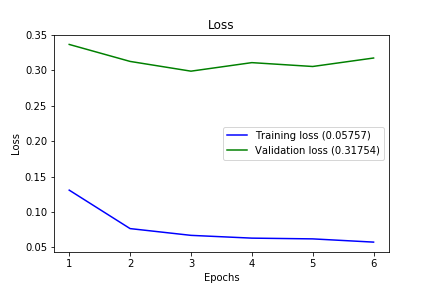 Loss
0.35
0.30
0.25
0.20
0.15
0.10
0.05
Loss
Training loss (0.05757)
Validation loss (0.31754)
1 2 3 4 5 6
Epochs